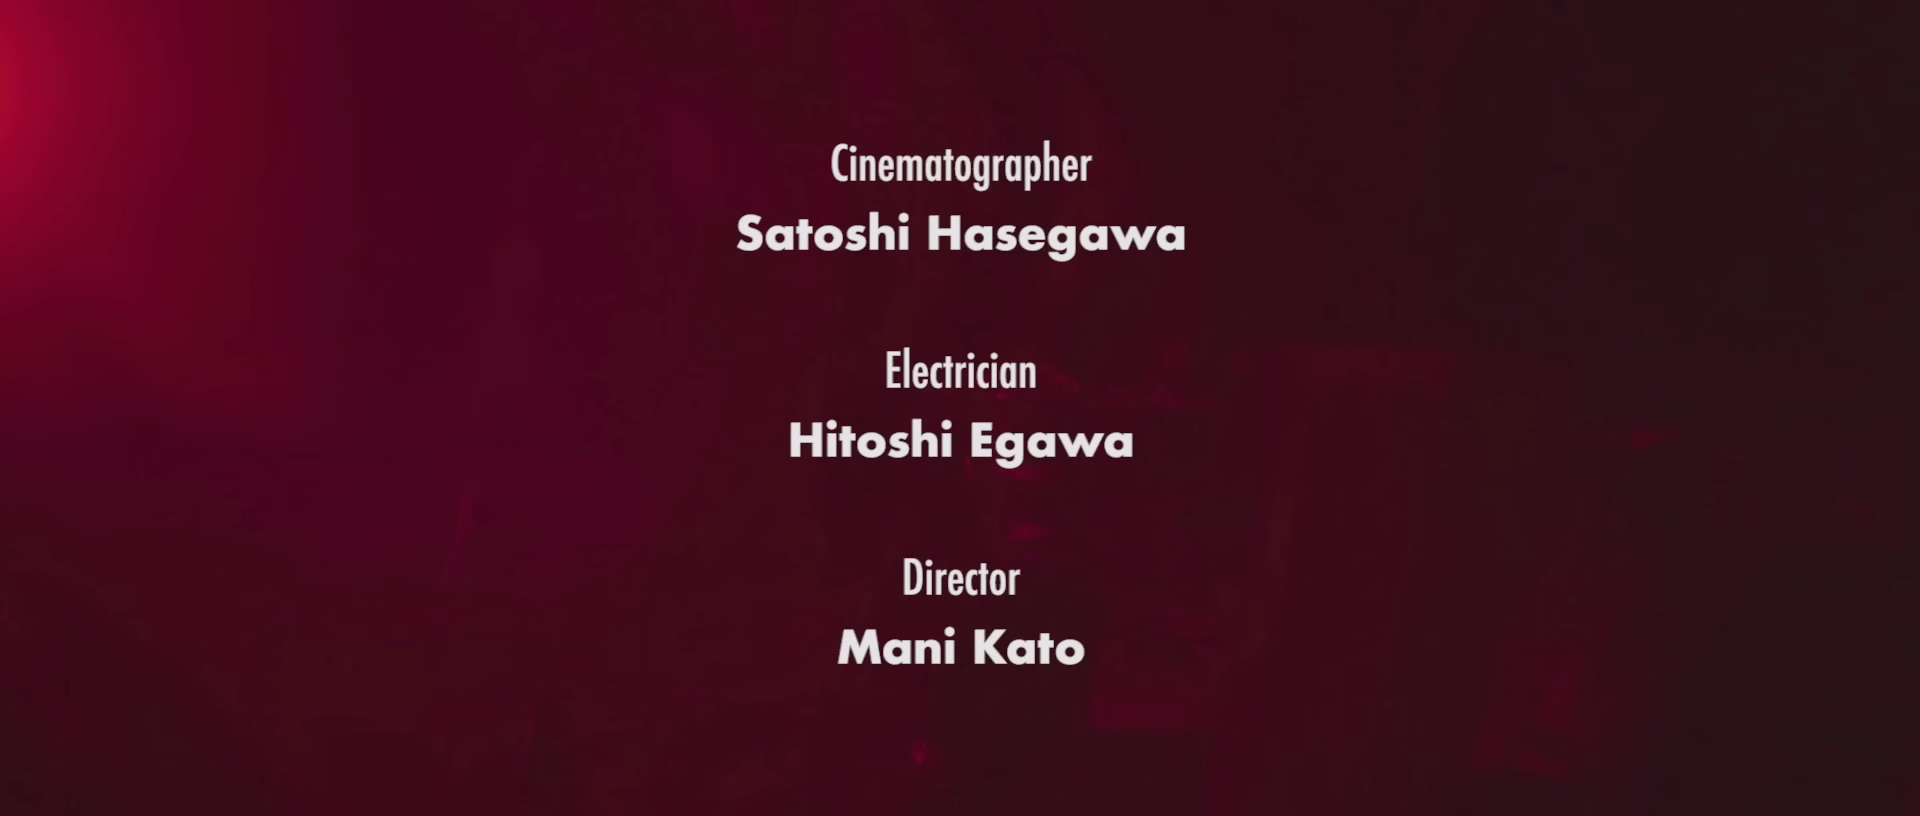 Cinematographer
Satoshi Hasegawa
Electrician
Hitoshi Egawa
Director
Mani Kato